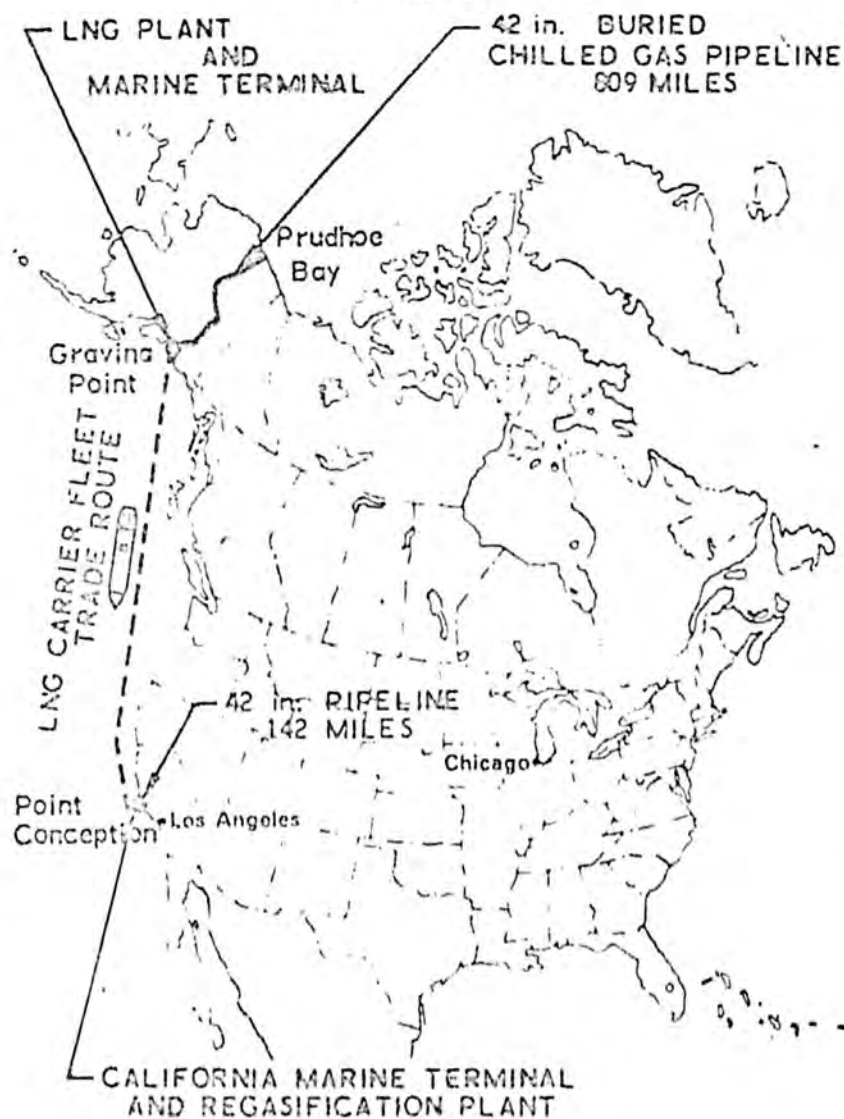 LNG PLANT
AND
MARINE TERMINAL
42 in. BURIED
CHILLED GAS PIPELINE
809 MILES
Prudhoe
Bay
Gravina
Point
LNG CARRIER FLEET
TRADE ROUTE
42 in. PIPELINE
142 MILES
Chicago
Point
Conception
Los Angeles
CALIFORNIA MARINE TERMINAL
AND REGASIFICATION PLANT